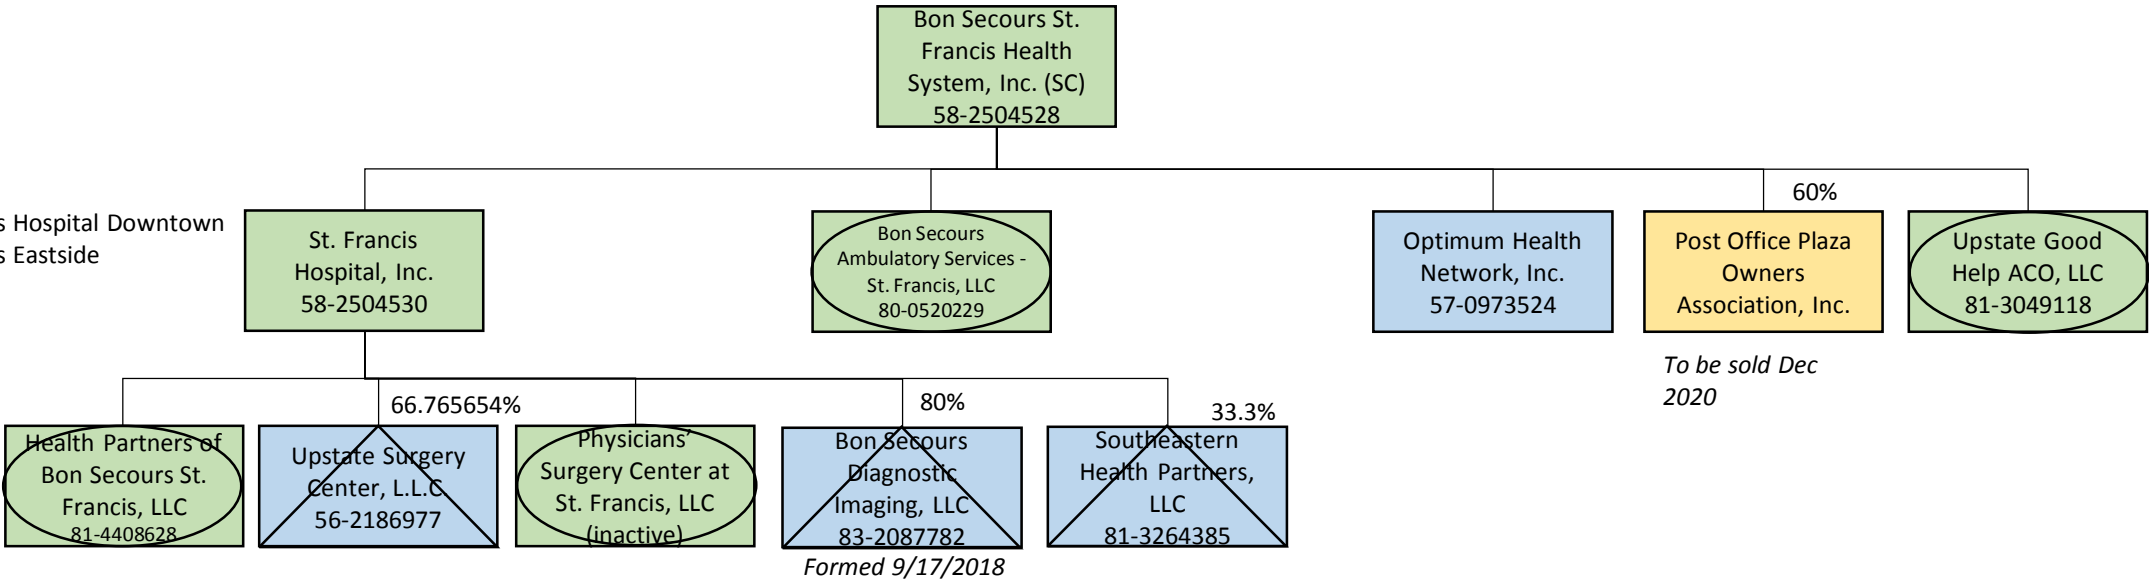 Bon Secours St.
Francis Health
System, Inc. (SC)
58-2504528
60%
s Hospital Downtown
s Eastside
St. Francis
Hospital, Inc.
58-2504530
Bon Secours
Ambulatory Services -
St. Francis, LLC
80-0520229
Optimum Health
Network, Inc.
57-0973524
Post Office Plaza
Owners
Association, Inc.
Upstate Good
Help ACO, LLC
81-3049118
To be sold Dec
2020
66.765654%
80%
33.3%
Health Partners of
Bon Secours St.
Francis, LLC
81-4408628
Upstate Surgery
Center, L.L.C.
56-2186977
Physicians’
Surgery Center at
St. Francis, LLC
(inactive)
Bon Secours
Diagnostic
Imaging, LLC
83-2087782
Southeastern
Health Partners,
LLC
81-3264385
Formed 9/17/2018